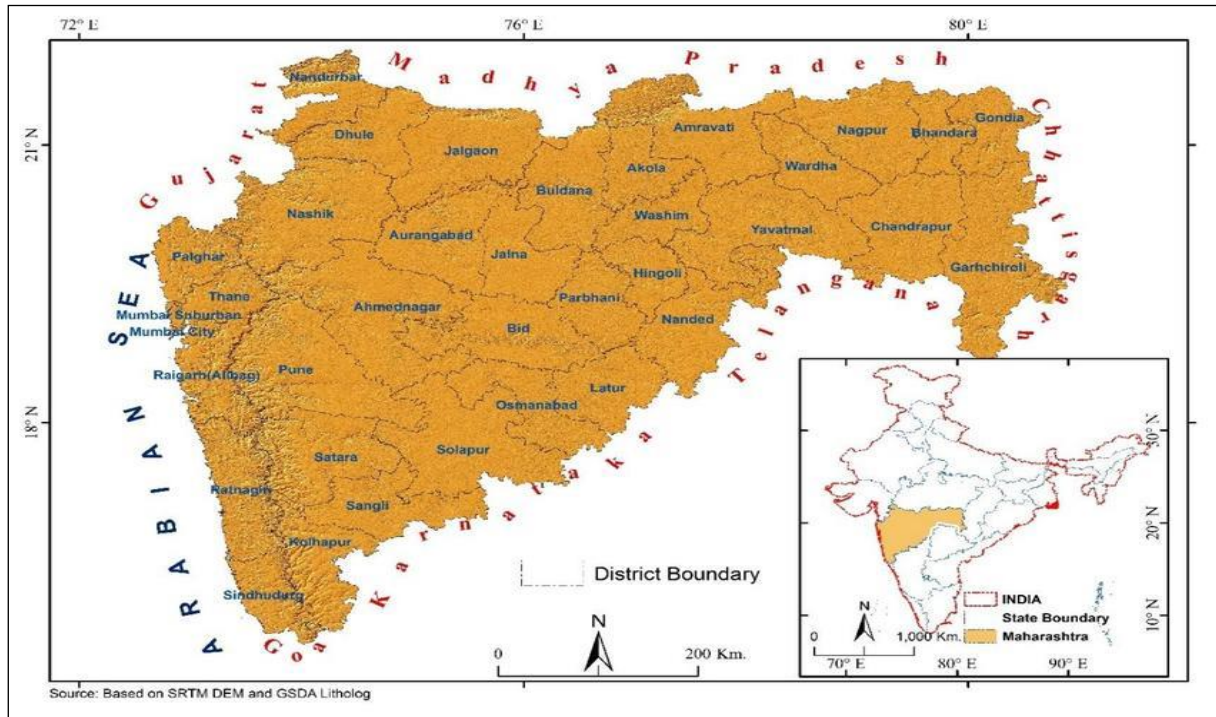 72° E
76° E
80° E
21° N
18° N
Gujarat
Madhya Pradesh
Chhattisgarh
Telangana
Karnataka
Goa
ARABIAN SEA
Nandurbar
Dhule
Jalgaon
Amravati
Nagpur
Bhandara
Gondia
Akola
Wardha
Buldana
Nashik
Washim
Aurangabad
Yavatmal
Chandrapur
Jalna
Palghar
Hingoli
Garhchiroli
Thane
Ahmednagar
Parbhani
Mumbai Suburban
Mumbai City
Bid
Nanded
Raigarh(Alibag)
Pune
Latur
Osmanabad
Satara
Solapur
Ratnagiri
Sangli
Kolhapur
Sindhudurg
District Boundary
N
0 200 Km.
30° N
20° N
10° N
INDIA
State Boundary
Maharashtra
N
0 1,000 Km.
70° E 80° E 90° E
Source: Based on SRTM DEM and GSDA Litholog